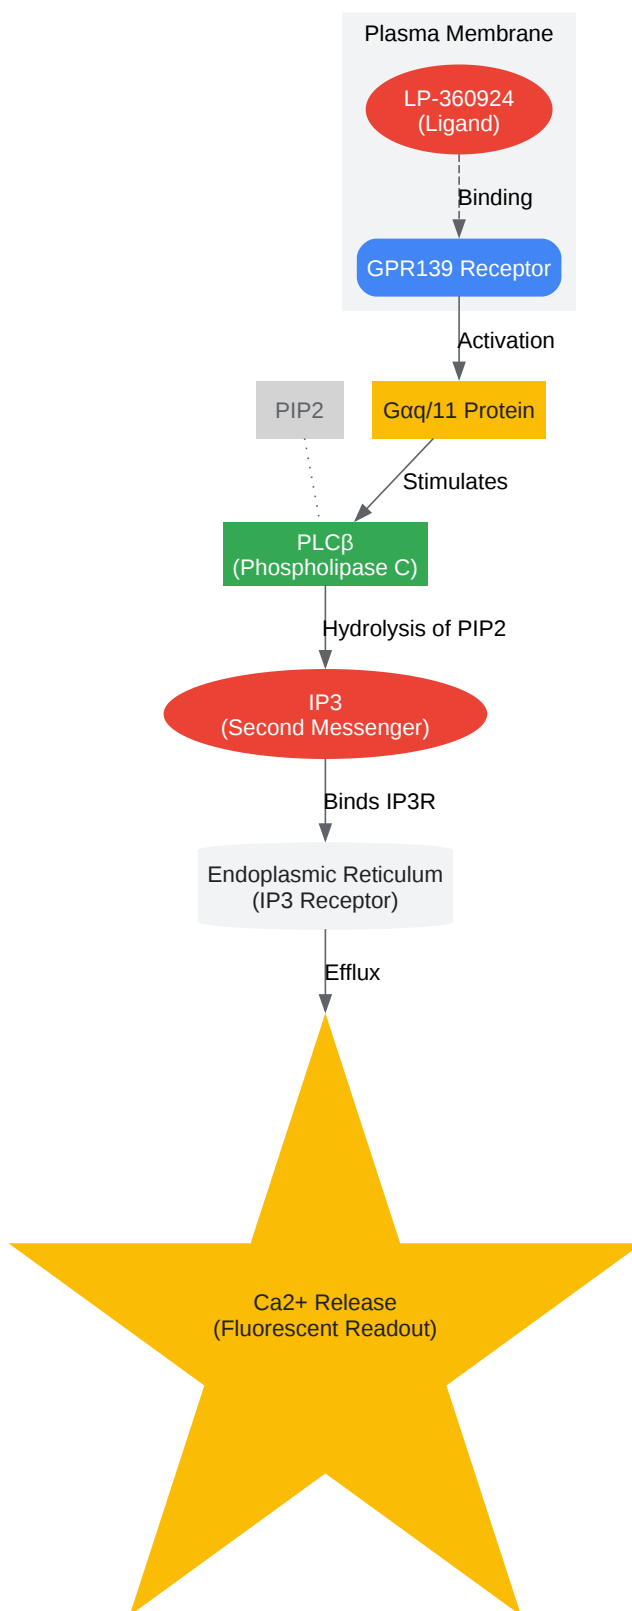 Plasma Membrane
LP-360924
(Ligand)
Binding
GPR139 Receptor
Activation
PIP2
Gαq/11 Protein
Stimulates
PLCβ
(Phospholipase C)
Hydrolysis of PIP2
IP3
(Second Messenger)
Binds IP3R
Endoplasmic Reticulum
(IP3 Receptor)
Efflux
Ca2+ Release
(Fluorescent Readout)